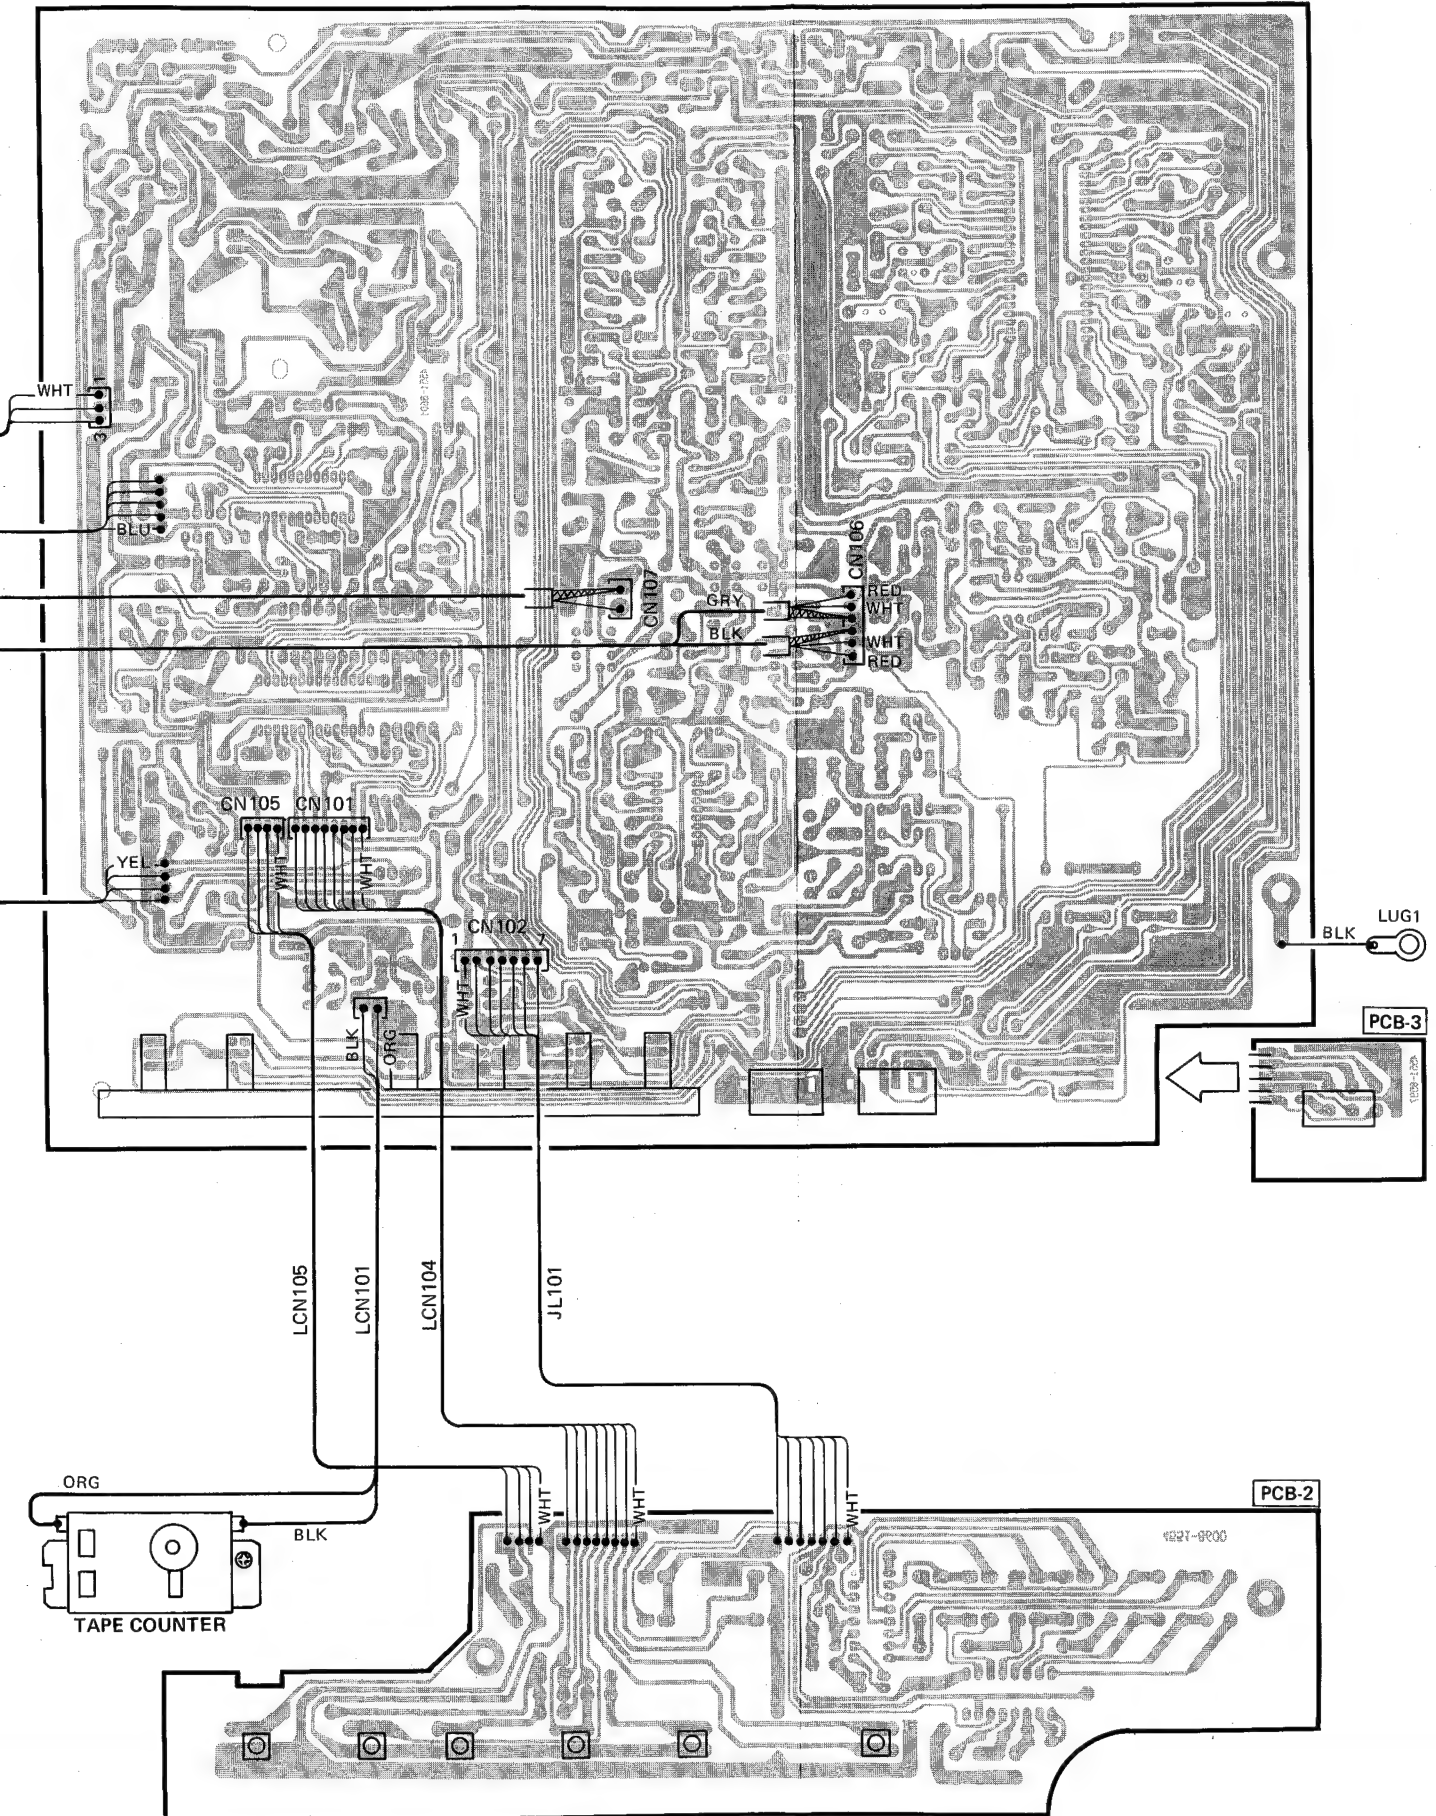 WHT
1
3
BLU
CN107
GRY
BLK
CN106
RED
WHT
WHT
RED
CN105
CN101
YEL
WHT
WHT
CN102
1
7
WHT
BLK
ORG
LUG1
BLK
PCB-3
LCN105
LCN101
LCN104
JL101
ORG
BLK
TAPE COUNTER
WHT
WHT
WHT
PCB-2